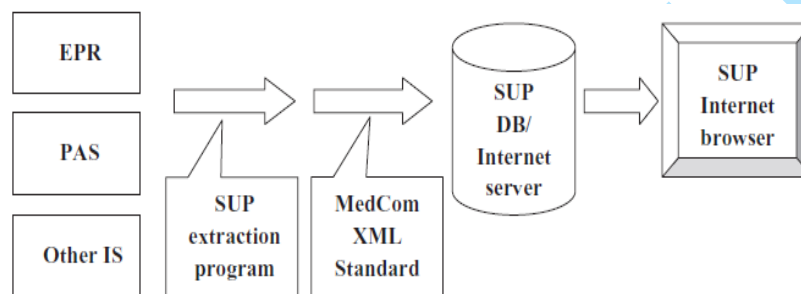 EPR
PAS
Other IS
SUP
extraction
program
MedCom
XML
Standard
SUP
DB/
Internet
server
SUP
Internet
browser